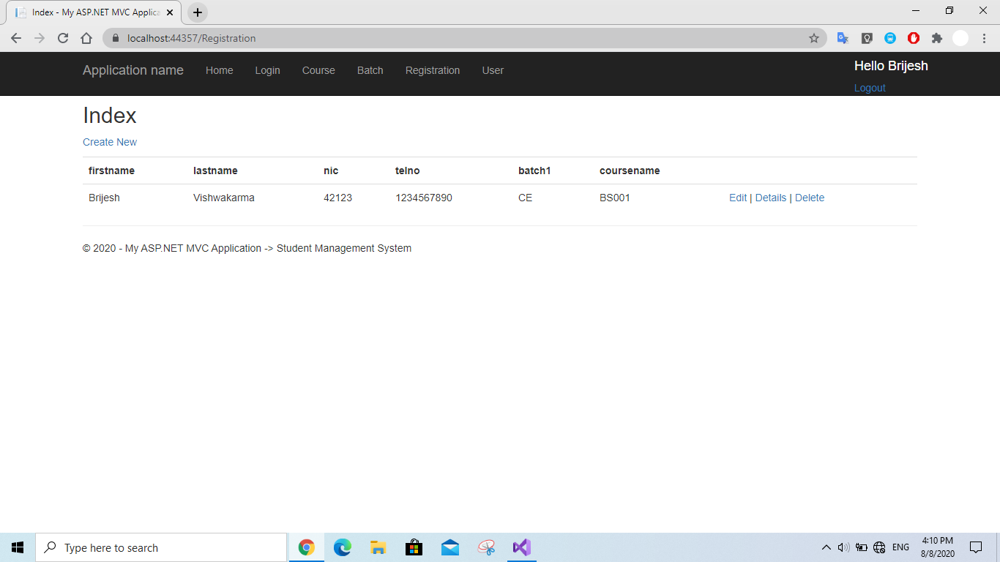 Index - My ASP.NET MVC Applica
localhost:44357/Registration
Application name Home Login Course Batch Registration User Hello Brijesh
Logout
Index
Create New
firstname lastname nic telno batch1 coursename
Brijesh Vishwakarma 42123 1234567890 CE BS001 Edit | Details | Delete
© 2020 - My ASP.NET MVC Application -> Student Management System
Type here to search
ENG
4:10 PM
8/8/2020